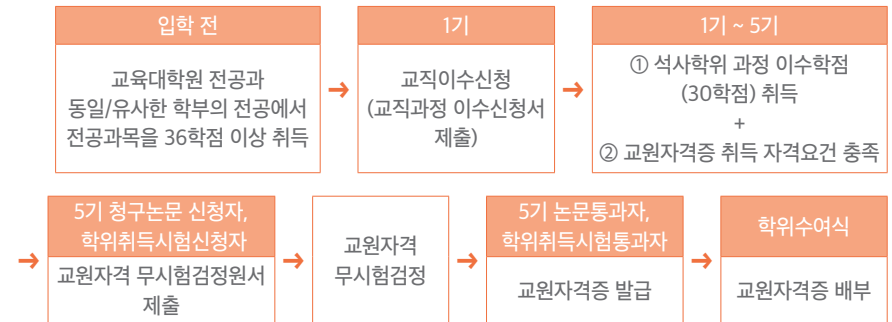 입학 전
교육대학원 전공과
동일/유사한 학부의 전공에서
전공과목을 36학점 이상 취득
→
1기
교직이수신청
(교직과정 이수신청서
제출)
→
1기 ~ 5기
① 석사학위 과정 이수학점
(30학점) 취득
+
② 교원자격증 취득 자격요건 충족
→
5기 청구논문 신청자,
학위취득시험신청자
교원자격 무시험검정원서
제출
→
교원자격
무시험검정
→
5기 논문통과자,
학위취득시험통과자
교원자격증 발급
→
학위수여식
교원자격증 배부